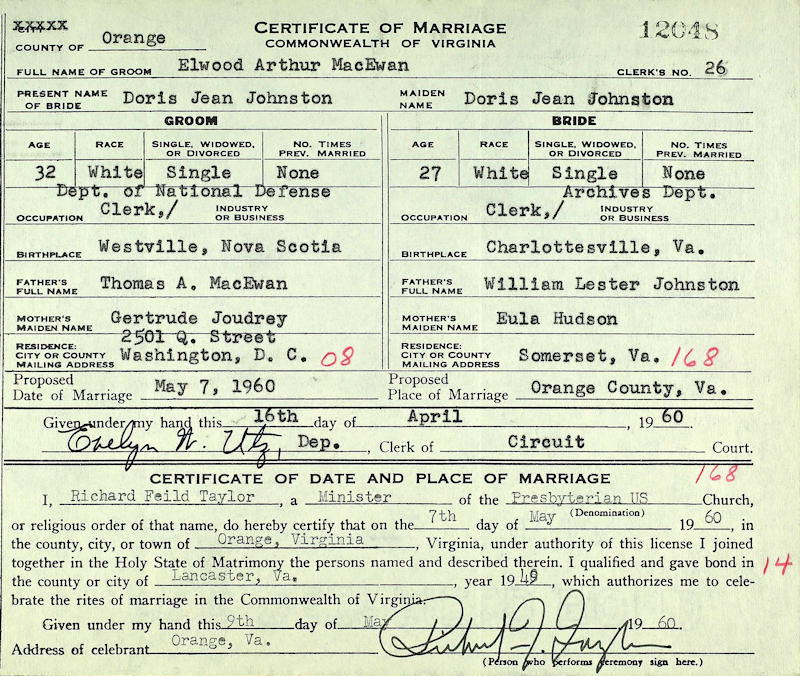 XXXXX
CITY
COUNTY OF Orange
CERTIFICATE OF MARRIAGE
COMMONWEALTH OF VIRGINIA
12048
FULL NAME OF GROOM Elwood Arthur MacEwan CLERK'S NO. 26
PRESENT NAME OF BRIDE Doris Jean Johnston MAIDEN NAME Doris Jean Johnston
GROOM BRIDE
AGE RACE SINGLE, WIDOWED, OR DIVORCED NO. TIMES PREV. MARRIED AGE RACE SINGLE, WIDOWED, OR DIVORCED NO. TIMES PREV. MARRIED
32 White Single None 27 White Single None
Dept. of National Defense Archives Dept.
OCCUPATION Clerk,/ INDUSTRY OR BUSINESS OCCUPATION Clerk,/ INDUSTRY OR BUSINESS
BIRTHPLACE Westville, Nova Scotia BIRTHPLACE Charlottesville, Va.
FATHER'S FULL NAME Thomas A. MacEwan FATHER'S FULL NAME William Lester Johnston
MOTHER'S MAIDEN NAME Gertrude Joudrey MOTHER'S MAIDEN NAME Eula Hudson
2501 Q. Street
RESIDENCE: CITY OR COUNTY MAILING ADDRESS Washington, D. C. 08 RESIDENCE: CITY OR COUNTY MAILING ADDRESS Somerset, Va. 168
Proposed Date of Marriage May 7, 1960 Proposed Place of Marriage Orange County, Va.
Given under my hand this 16th day of April, 1960
Evelyn W. Utz, Dep., Clerk of Circuit Court.
CERTIFICATE OF DATE AND PLACE OF MARRIAGE 168
I, Richard Feild Taylor, a Minister of the Presbyterian US Church,
(Denomination)
or religious order of that name, do hereby certify that on the 7th day of May 1960, in
the county, city, or town of Orange, Virginia, Virginia, under authority of this license I joined
together in the Holy State of Matrimony the persons named and described therein. I qualified and gave bond in 14
the county or city of Lancaster, Va., year 1949, which authorizes me to cele-
brate the rites of marriage in the Commonwealth of Virginia.
Given under my hand this 9th day of May 1960.
Address of celebrant Orange, Va. Richard F. Taylor
(Person who performs ceremony sign here.)